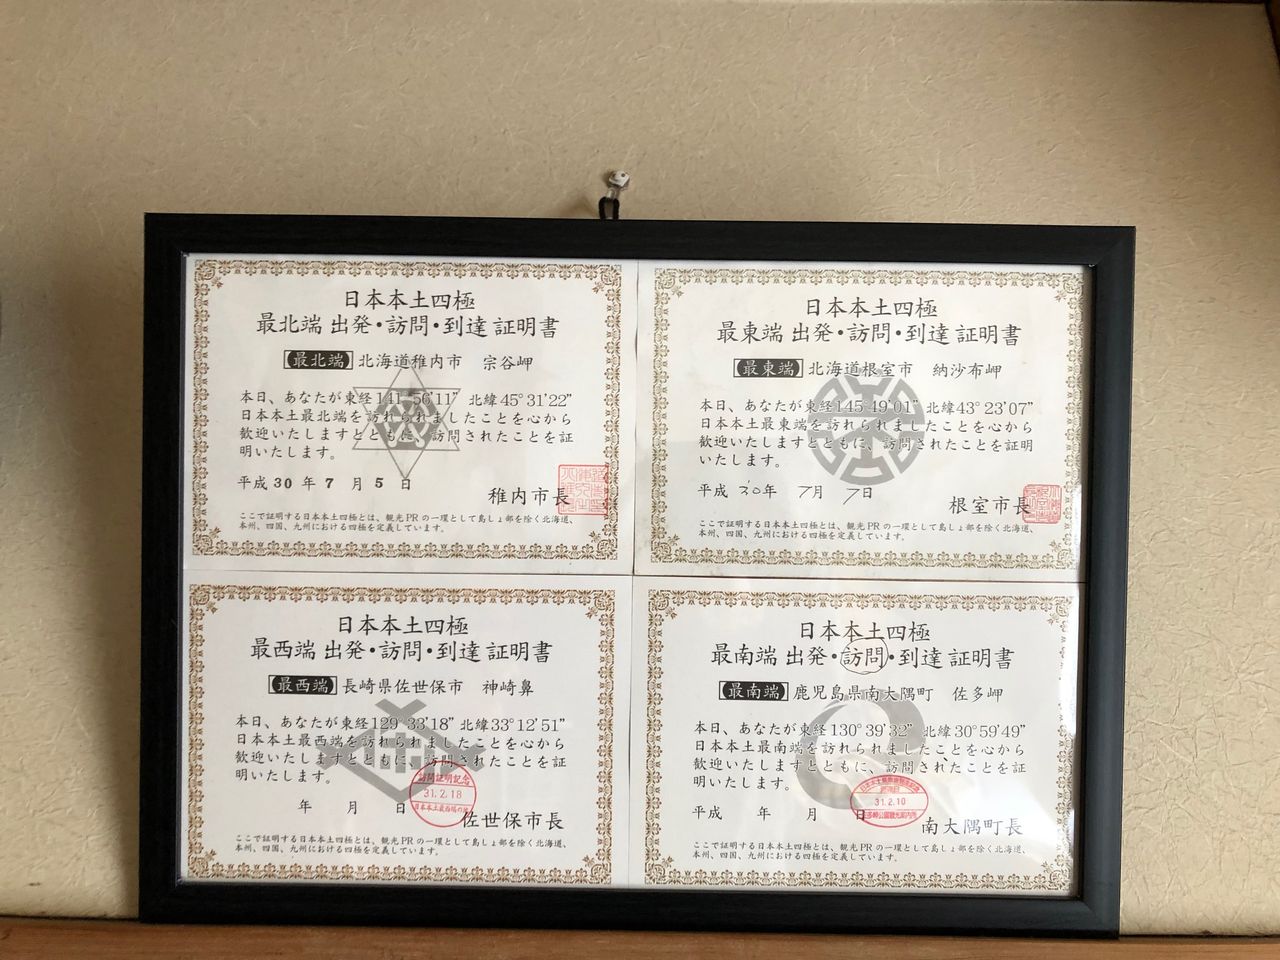 日本本土四極
最北端 出発・訪問・到達 証明書
【最北端】北海道稚内市 宗谷岬
本日、あなたが東経141°56'11” 北緯45°31'22”
日本本土最北端を訪れられましたことを心から
歓迎いたしますとともに、訪問されたことを証
明いたします。
平成 30 年 7 月 5 日
稚内市長
ここで証明する日本本土四極とは、観光PRの一環として島しょ部を除く北海道、
本州、四国、九州における四極を定義しています。
日本本土四極
最東端 出発・訪問・到達 証明書
【最東端】北海道根室市 納沙布岬
本日、あなたが東経145°49'01” 北緯43°23'07”
日本本土最東端を訪れられましたことを心から
歓迎いたしますとともに、訪問されたことを証明
いたします。
平成 30年 7月 7日
根室市長
ここで証明する日本本土四極とは、観光PRの一環として島しょ部を除く北海道、
本州、四国、九州における四極を定義しています。
日本本土四極
最西端 出発・訪問・到達 証明書
【最西端】長崎県佐世保市 神崎鼻
本日、あなたが東経129°33'18” 北緯33°12'51”
日本本土最西端を訪れられましたことを心から
歓迎いたしますとともに、訪問されたことを証
明いたします。
年 月 日
訪問証明記念
31.2.18
日本本土最西端の地
佐世保市長
ここで証明する日本本土四極とは、観光PRの一環として島しょ部を除く北海道、
本州、四国、九州における四極を定義しています。
日本本土四極
最南端 出発・訪問・到達 証明書
【最南端】鹿児島県南大隅町 佐多岬
本日、あなたが東経130°39'32” 北緯30°59'49”
日本本土最南端を訪れられましたことを心から
歓迎いたしますとともに、訪問されたことを証
明いたします。
平成 年 月 日
31.2.10
南大隅町長
ここで証明する日本本土四極とは、観光PRの一環として島しょ部を除く北海道、
本州、四国、九州における四極を定義しています。